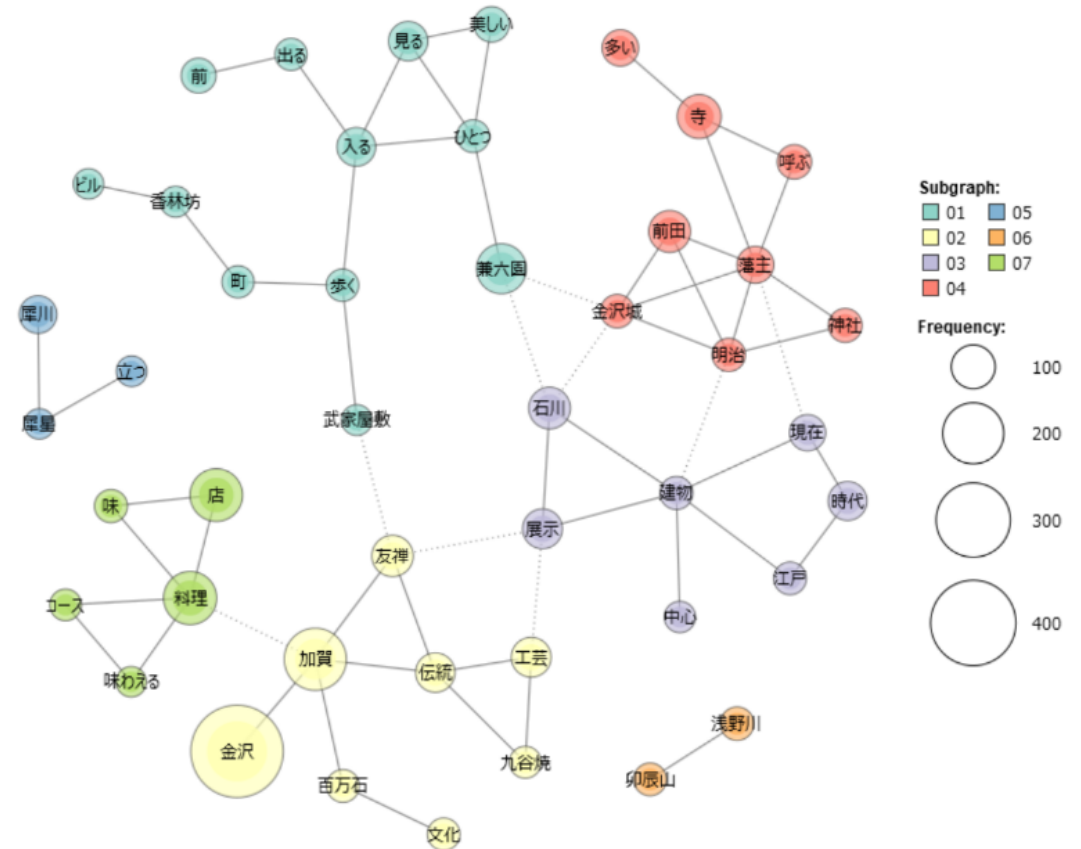 美しい
見る
多い
出る
前
寺
ひとつ
入る
呼ぶ
ビル
香林坊
Subgraph:
01 05
02 06
03 07
04
前田
藩主
兼六園
町
歩く
金沢城
犀川
神社
Frequency:
明治
100
立つ
石川
武家屋敷
犀星
現在
200
建物
店
時代
味
300
展示
友禅
江戸
料理
コース
中心
400
工芸
加賀
伝統
味わえる
浅野川
金沢
九谷焼
卯辰山
百万石
文化